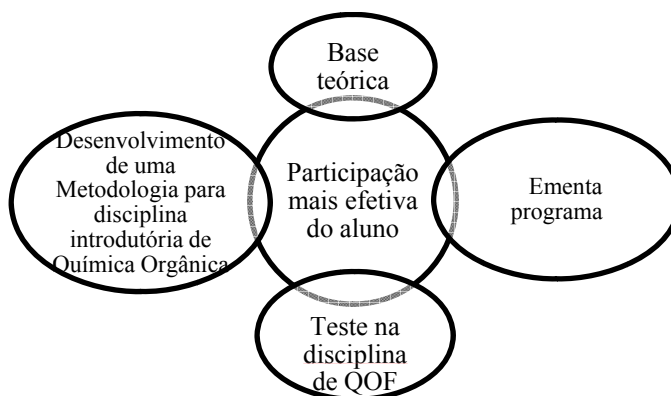 Base
teórica
Desenvolvimento
de uma
Metodologia para
disciplina
introdutória de
Química Orgânica
Participação
mais efetiva
do aluno
Ementa
programa
Teste na
disciplina
de QOF